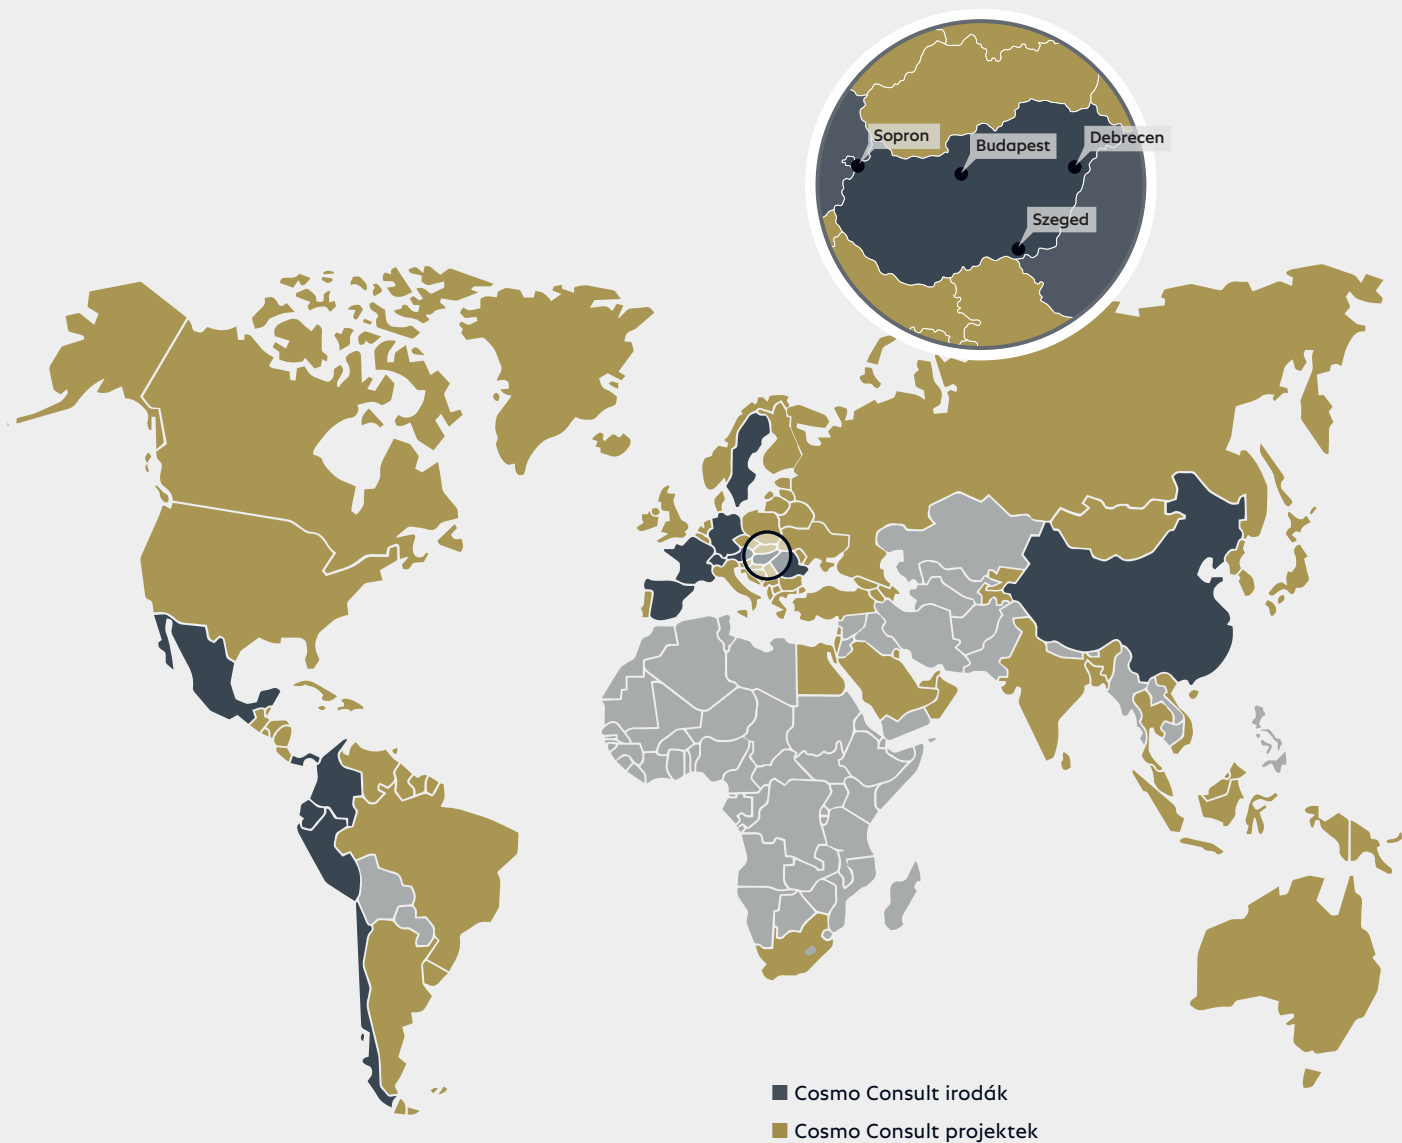 Sopron
Budapest
Debrecen
Szeged
Cosmo Consult irodák
Cosmo Consult projektek